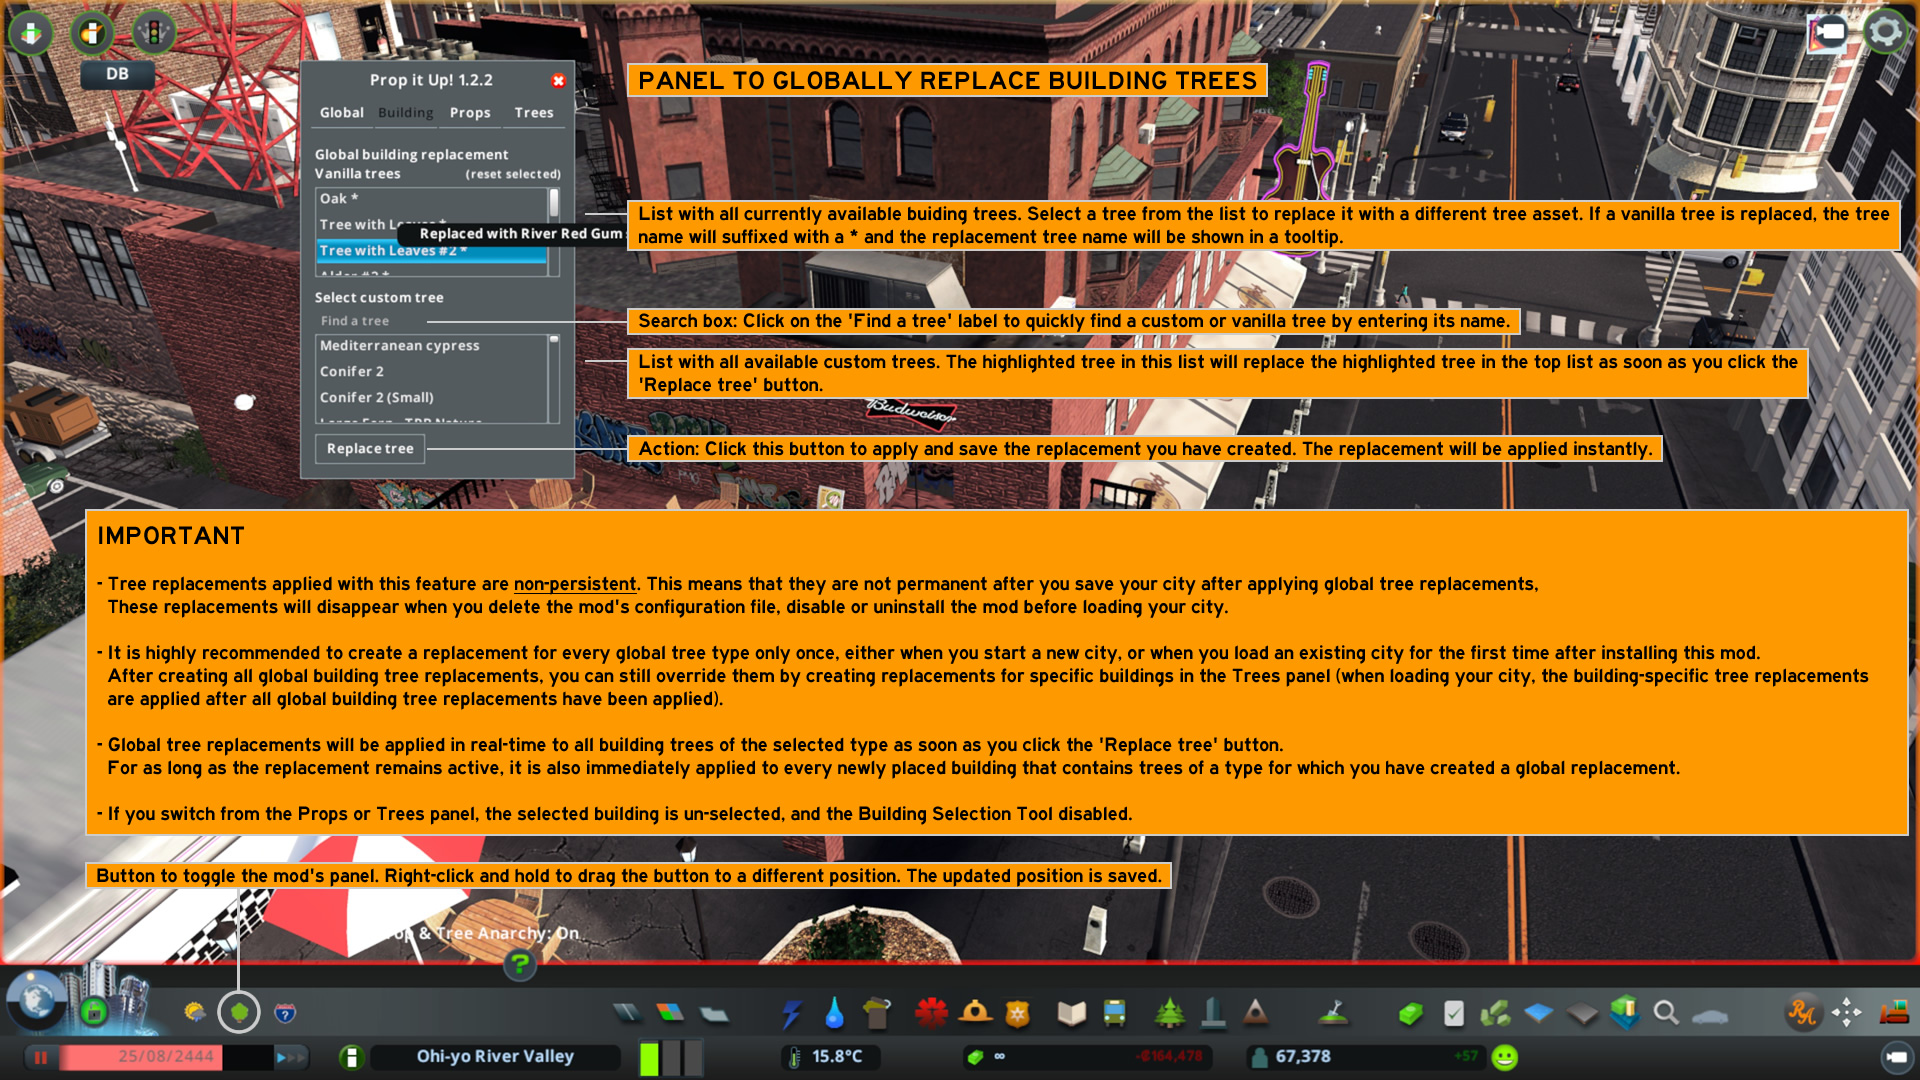 DB
Prop it Up! 1.2.2
Global Building Props Trees
Global building replacement
Vanilla trees (reset selected)
Oak *
Tree with Leaves *
Replaced with River Red Gum
Tree with Leaves #2 *
Alder #2 *
Select custom tree
Find a tree
Mediterranean cypress
Conifer 2
Conifer 2 (Small)
Replace tree
PANEL TO GLOBALLY REPLACE BUILDING TREES
List with all currently available buiding trees. Select a tree from the list to replace it with a different tree asset. If a vanilla tree is replaced, the tree
name will suffixed with a * and the replacement tree name will be shown in a tooltip.
Search box: Click on the 'Find a tree' label to quickly find a custom or vanilla tree by entering its name.
List with all available custom trees. The highlighted tree in this list will replace the highlighted tree in the top list as soon as you click the
'Replace tree' button.
Budweiser
Action: Click this button to apply and save the replacement you have created. The replacement will be applied instantly.
IMPORTANT
- Tree replacements applied with this feature are non-persistent. This means that they are not permanent after you save your city after applying global tree replacements,
These replacements will disappear when you delete the mod's configuration file, disable or uninstall the mod before loading your city.
- It is highly recommended to create a replacement for every global tree type only once, either when you start a new city, or when you load an existing city for the first time after installing this mod.
After creating all global building tree replacements, you can still override them by creating replacements for specific buildings in the Trees panel (when loading your city, the building-specific tree replacements
are applied after all global building tree replacements have been applied).
- Global tree replacements will be applied in real-time to all building trees of the selected type as soon as you click the 'Replace tree' button.
For as long as the replacement remains active, it is also immediately applied to every newly placed building that contains trees of a type for which you have created a global replacement.
- If you switch from the Props or Trees panel, the selected building is un-selected, and the Building Selection Tool disabled.
Button to toggle the mod's panel. Right-click and hold to drag the button to a different position. The updated position is saved.
& Tree Anarchy: On
?
?
25/08/2444
Ohi-yo River Valley
15.8°C
∞
-₡164,478
67,378
+57